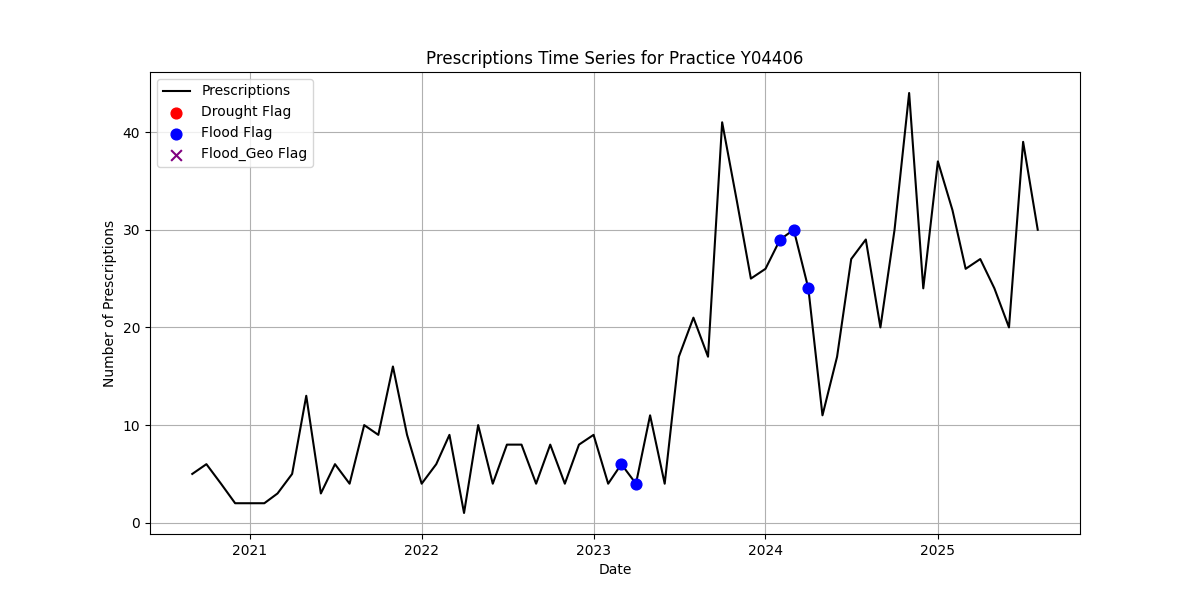 Prescriptions Time Series for Practice Y04406
Prescriptions
Drought Flag
Flood Flag
Flood_Geo Flag
Number of Prescriptions
40
30
20
10
0
2021 2022 2023 2024 2025
Date